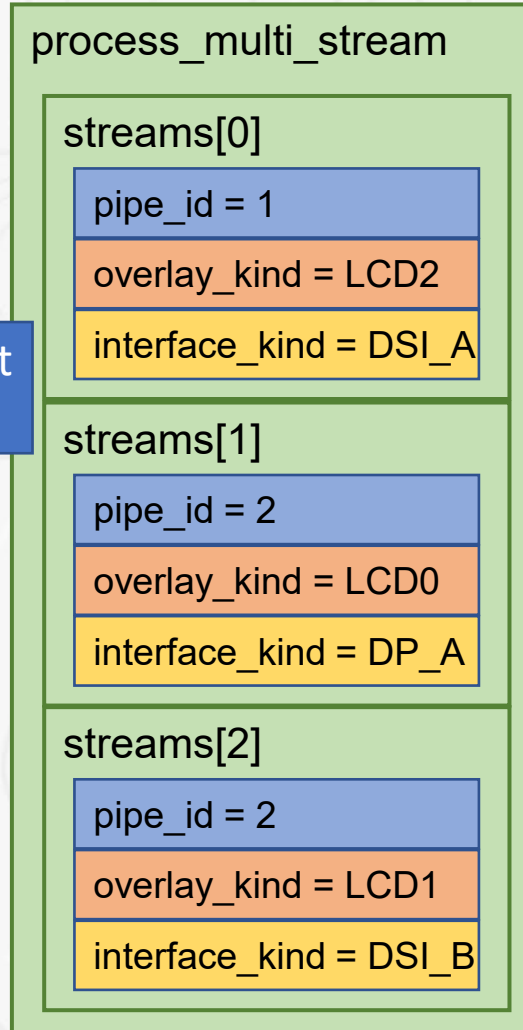 process_multi_stream
streams[0]
pipe_id = 1
overlay_kind = LCD2
interface_kind = DSI_A
t
streams[1]
pipe_id = 2
overlay_kind = LCD0
interface_kind = DP_A
streams[2]
pipe_id = 2
overlay_kind = LCD1
interface_kind = DSI_B